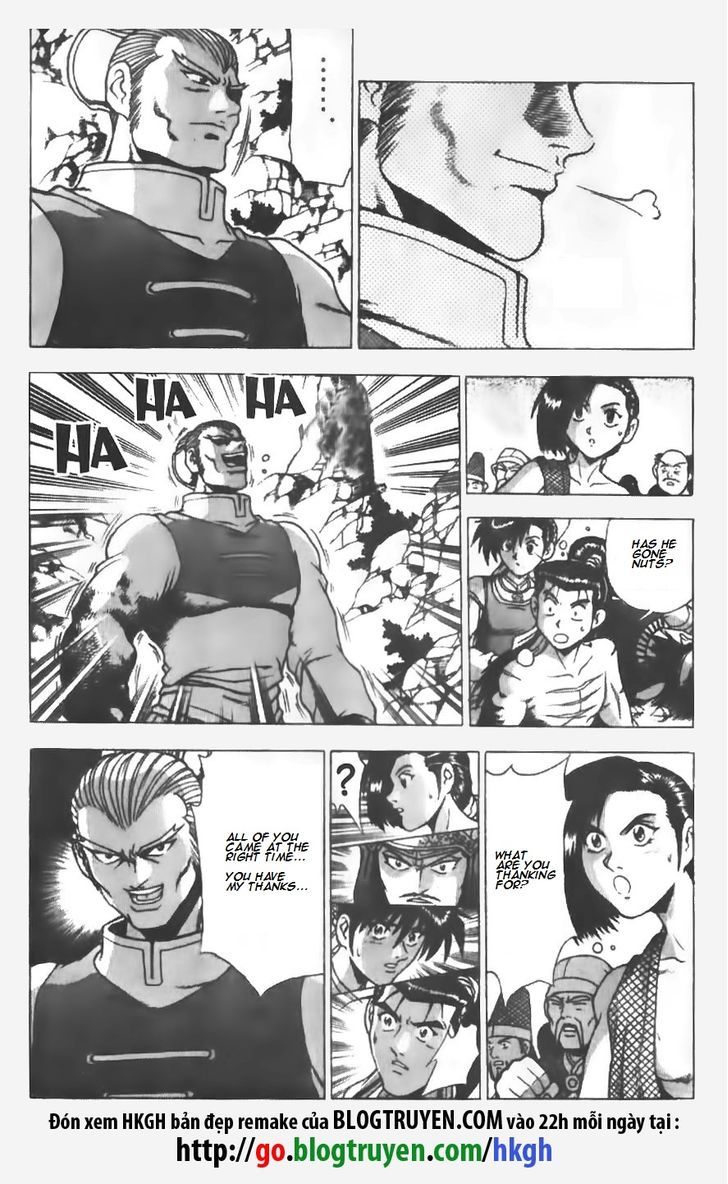 .......
HA
HA
HA
HAS HE
GONE
NUTS?
ALL OF YOU
CAME AT THE
RIGHT TIME...
YOU HAVE
MY THANKS...
?
WHAT
ARE YOU
THANKING
FOR?
Đón xem HKGH bản đẹp remake của BLOGTRUYEN.COM vào 22h mỗi ngày tại :
http://go.blogtruyen.com/hkgh